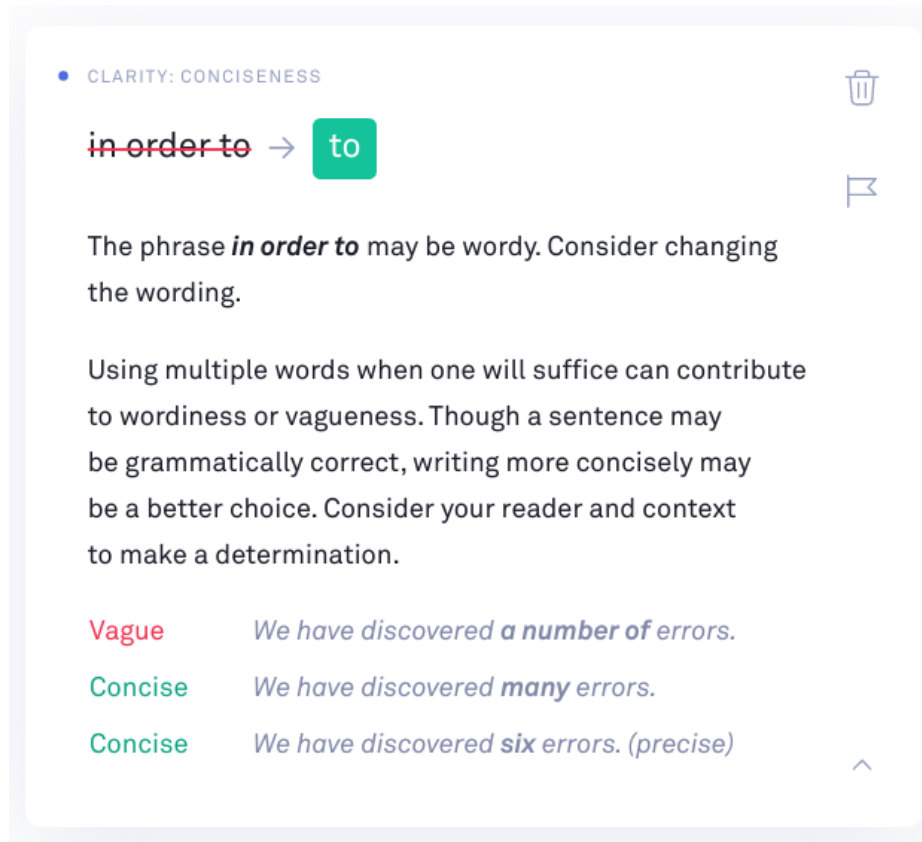 CLARITY: CONCISENESS
in order to → to
The phrase in order to may be wordy. Consider changing
the wording.
Using multiple words when one will suffice can contribute
to wordiness or vagueness. Though a sentence may
be grammatically correct, writing more concisely may
be a better choice. Consider your reader and context
to make a determination.
Vague We have discovered a number of errors.
Concise We have discovered many errors.
Concise We have discovered six errors. (precise)